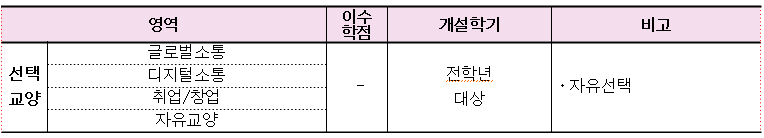 영역 이수학점 개설학기 비고
선택교양
글로벌소통
디지털소통
취업/창업
자유교양
-
전학년
대상
· 자유선택